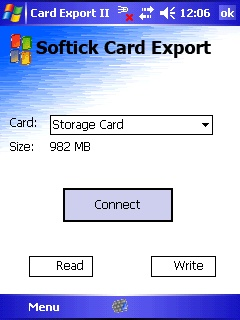 Card Export II 12:06 ok
Softick Card Export
Card: Storage Card
Size: 982 MB
Connect
Read Write
Menu